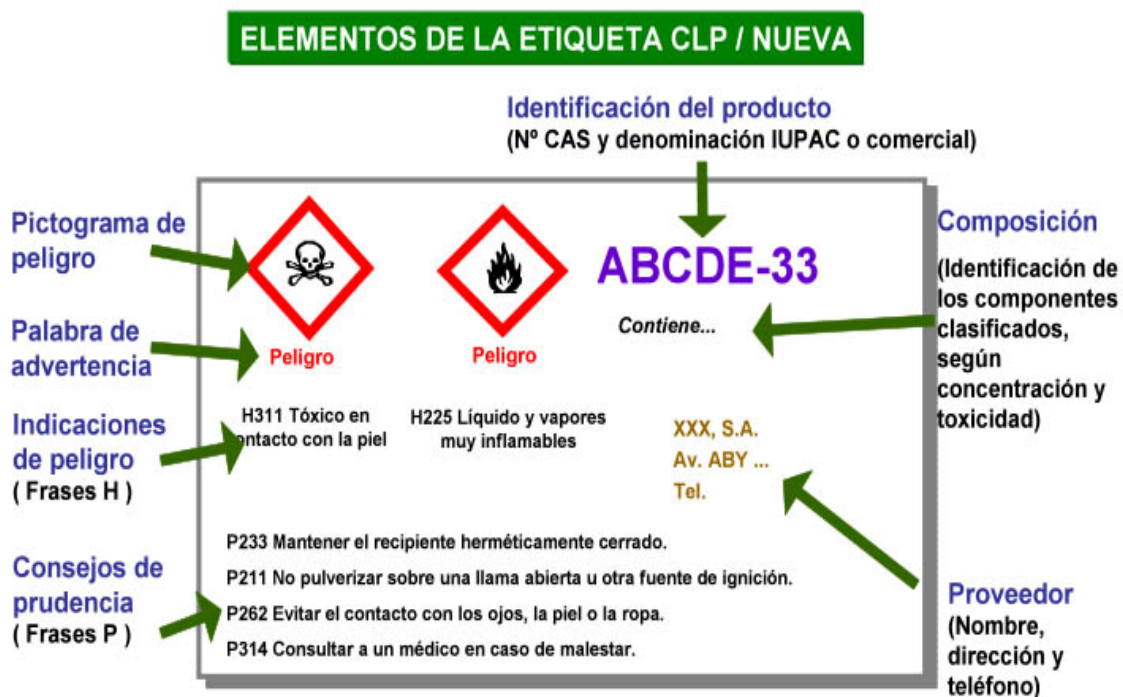 ELEMENTOS DE LA ETIQUETA CLP / NUEVA
Identificación del producto
(Nº CAS y denominación IUPAC o comercial)
Pictograma de
peligro
Palabra de
advertencia
Indicaciones
de peligro
( Frases H )
Consejos de
prudencia
( Frases P )
Peligro
H311 Tóxico en
contacto con la piel
Peligro
H225 Líquido y vapores
muy inflamables
ABCDE-33
Contiene...
XXX, S.A.
Av. ABY ...
Tel.
P233 Mantener el recipiente herméticamente cerrado.
P211 No pulverizar sobre una llama abierta u otra fuente de ignición.
P262 Evitar el contacto con los ojos, la piel o la ropa.
P314 Consultar a un médico en caso de malestar.
Composición
(Identificación de
los componentes
clasificados,
según
concentración y
toxicidad)
Proveedor
(Nombre,
dirección y
teléfono)